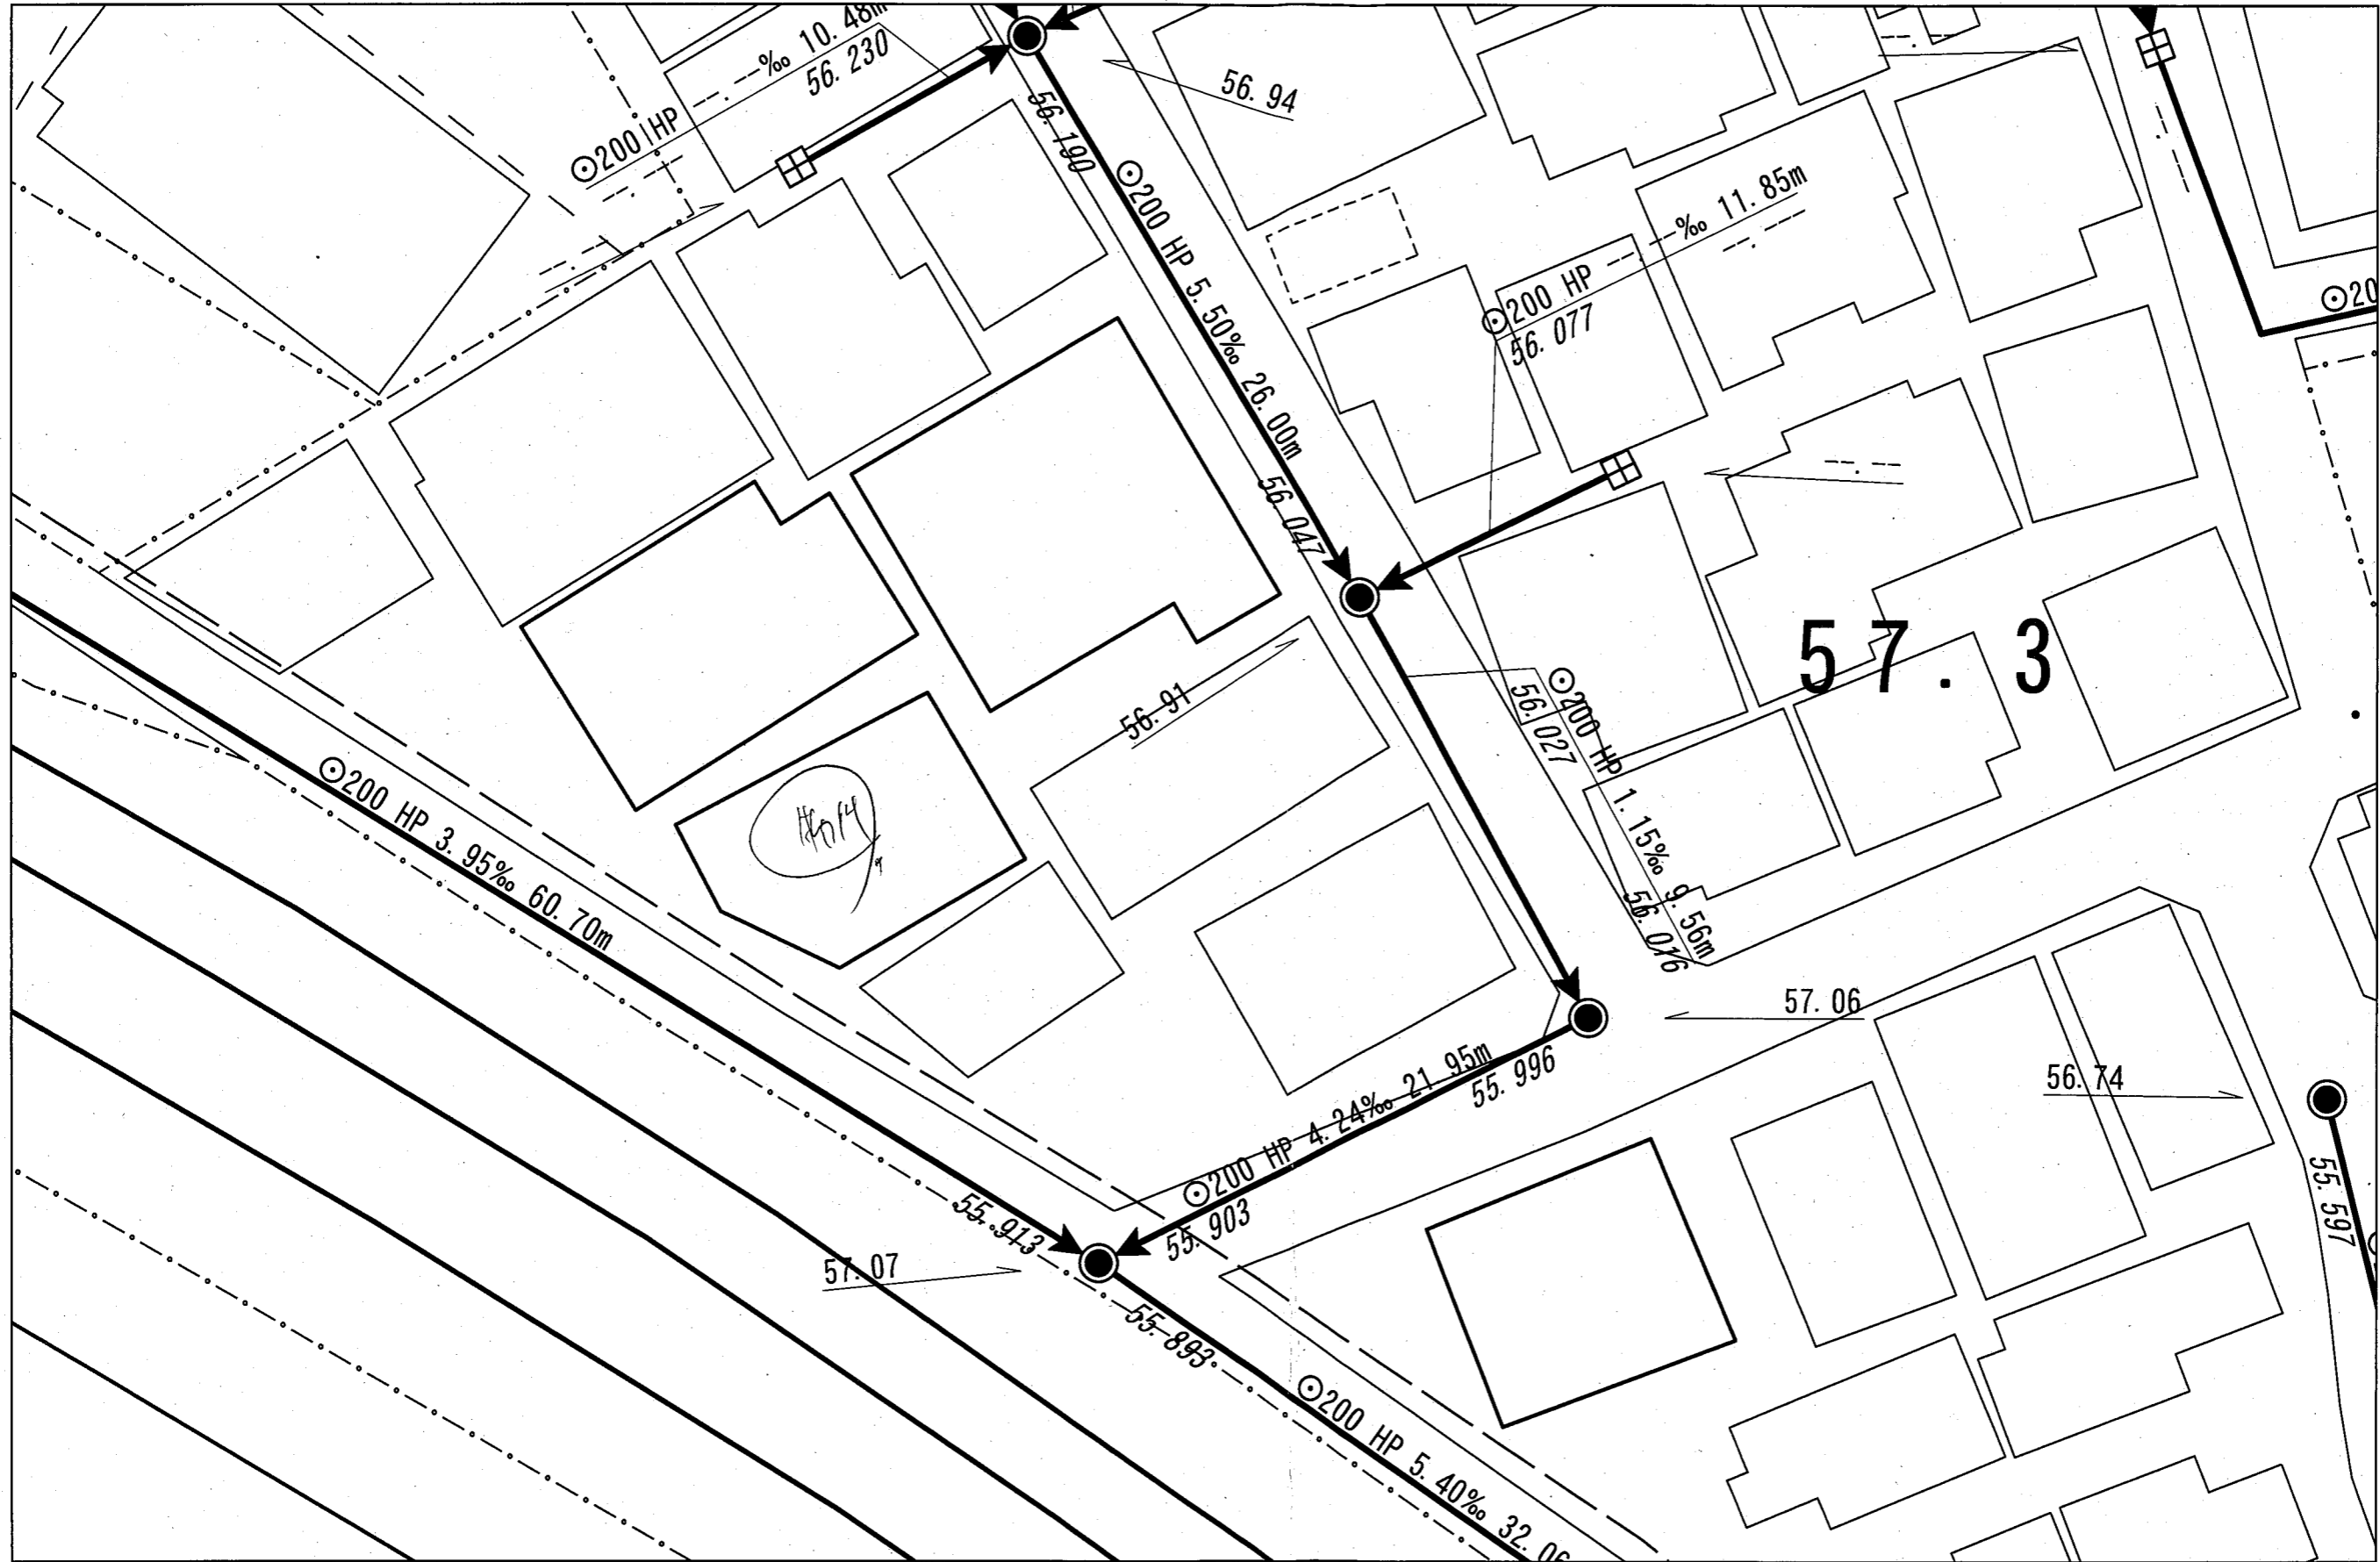 --.--‰ 10.48m
56.230
⊙200 HP
56.94
56.190
⊙200 HP 5.50‰ 26.00m
56.047
--.--‰ 11.85m
⊙200 HP
56.077
⊙20
57.3
56.91
56.027
⊙200 HP 1.15‰ 9.56m
56.016
⊙200 HP 3.95‰ 60.70m
57.06
56.74
⊙200 HP 4.24‰ 21.95m
55.996
55.903
55.913
57.07
55.597
55.893
⊙200 HP 5.40‰ 32.06